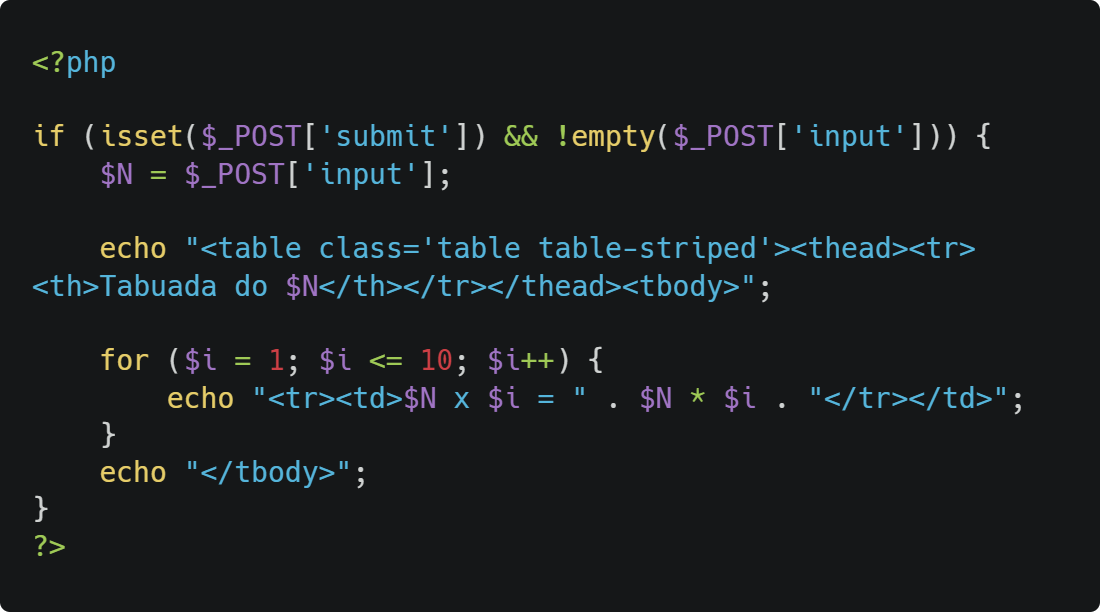 <?php
if (isset($_POST['submit']) && !empty($_POST['input'])) {
    $N = $_POST['input'];
    echo "<table class='table table-striped'><thead><tr>
<th>Tabuada do $N</th></tr></thead><tbody>";
    for ($i = 1; $i <= 10; $i++) {
        echo "<tr><td>$N x $i = " . $N * $i . "</tr></td>";
    }
    echo "</tbody>";
}
?>